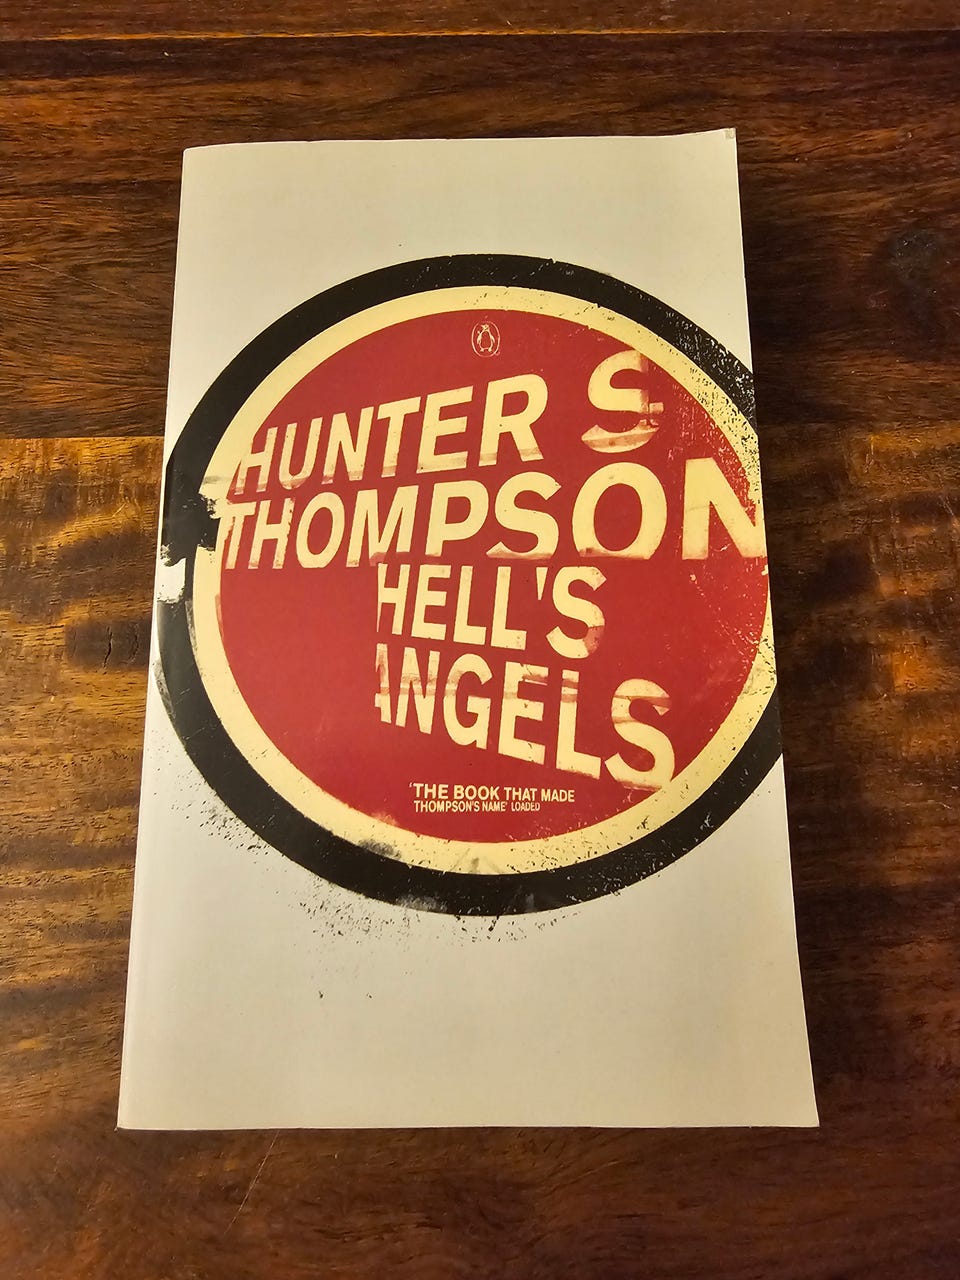 HUNTER S
THOMPSON
HELL'S
ANGELS
'THE BOOK THAT MADE
THOMPSON'S NAME' LOADED